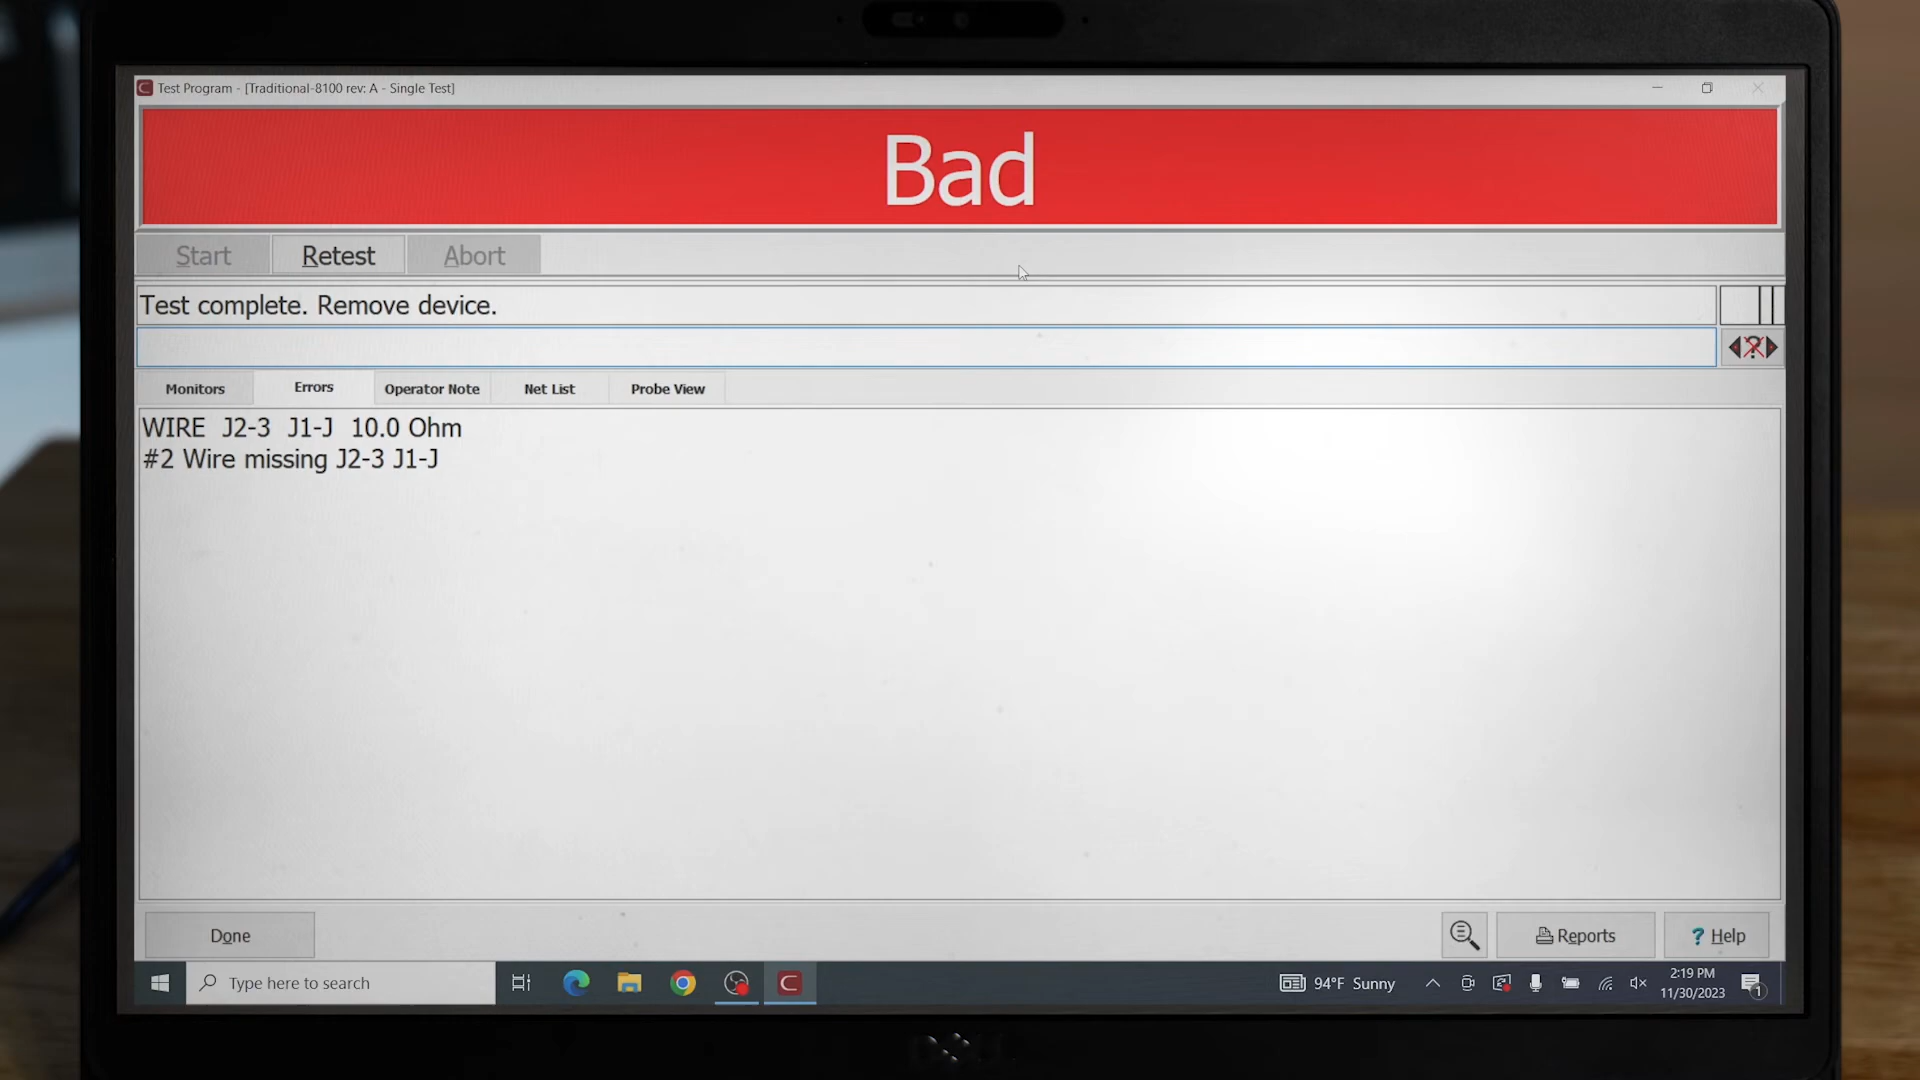 Test Program - [Traditional-8100 rev: A - Single Test]
Bad
Start
Retest
Abort
Test complete. Remove device.
Monitors
Errors
Operator Note
Net List
Probe View
WIRE J2-3 J1-J 10.0 Ohm
#2 Wire missing J2-3 J1-J
Done
Reports
? Help
Type here to search
94°F Sunny
2:19 PM
11/30/2023
1
DELL